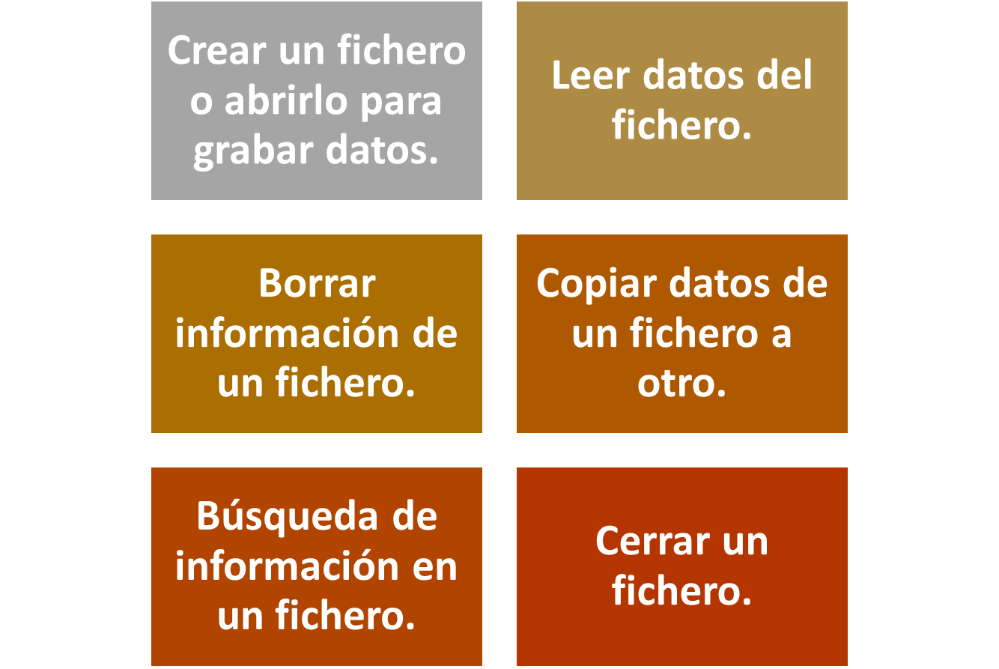 Crear un fichero
o abrirlo para
grabar datos.
Leer datos del
fichero.
Borrar
información de
un fichero.
Copiar datos de
un fichero a
otro.
Búsqueda de
información en
un fichero.
Cerrar un
fichero.